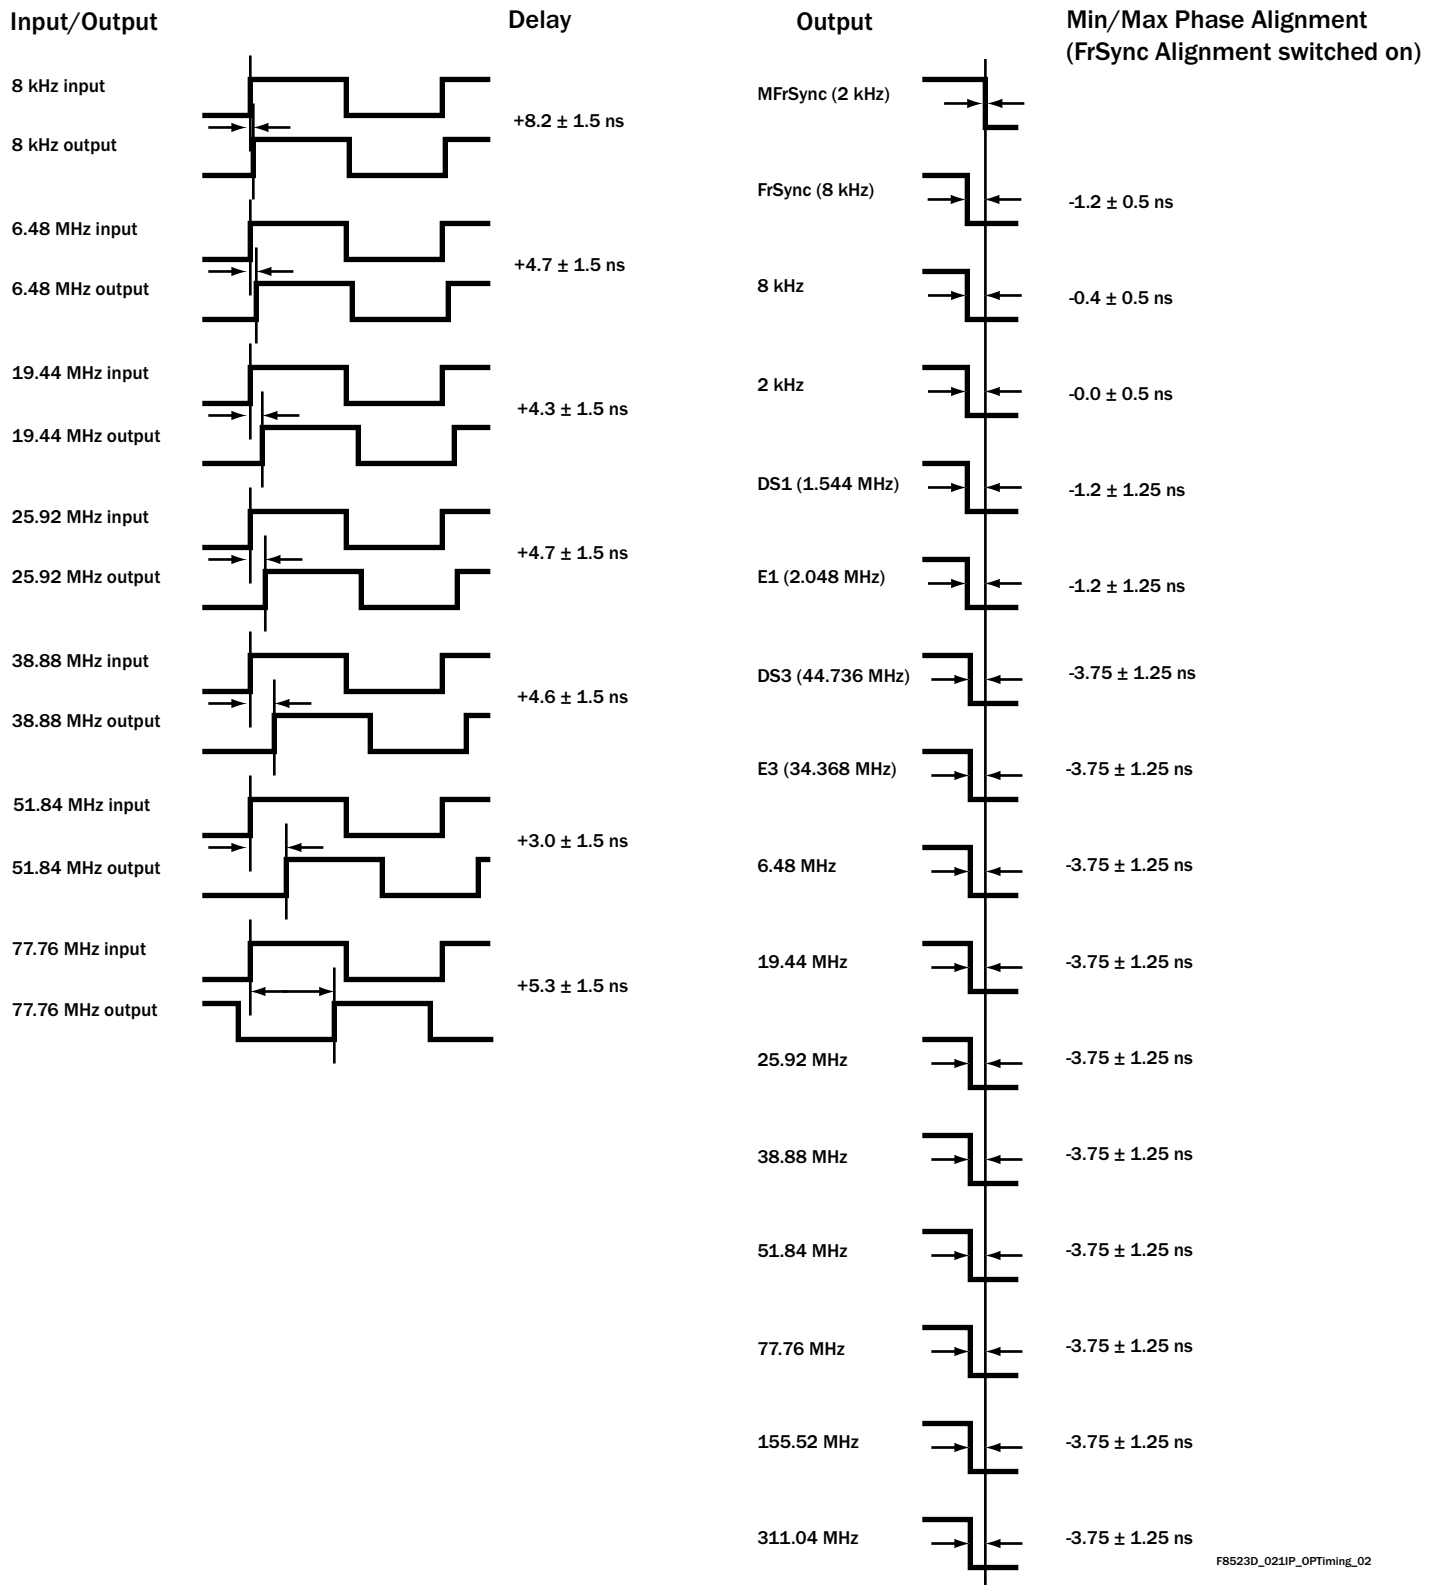 Input/Output
Delay
8 kHz input
8 kHz output
+8.2 ± 1.5 ns
6.48 MHz input
6.48 MHz output
+4.7 ± 1.5 ns
19.44 MHz input
19.44 MHz output
+4.3 ± 1.5 ns
25.92 MHz input
25.92 MHz output
+4.7 ± 1.5 ns
38.88 MHz input
38.88 MHz output
+4.6 ± 1.5 ns
51.84 MHz input
51.84 MHz output
+3.0 ± 1.5 ns
77.76 MHz input
77.76 MHz output
+5.3 ± 1.5 ns
Output
Min/Max Phase Alignment
(FrSync Alignment switched on)
MFrSync (2 kHz)
FrSync (8 kHz)
-1.2 ± 0.5 ns
8 kHz
-0.4 ± 0.5 ns
2 kHz
-0.0 ± 0.5 ns
DS1 (1.544 MHz)
-1.2 ± 1.25 ns
E1 (2.048 MHz)
-1.2 ± 1.25 ns
DS3 (44.736 MHz)
-3.75 ± 1.25 ns
E3 (34.368 MHz)
-3.75 ± 1.25 ns
6.48 MHz
-3.75 ± 1.25 ns
19.44 MHz
-3.75 ± 1.25 ns
25.92 MHz
-3.75 ± 1.25 ns
38.88 MHz
-3.75 ± 1.25 ns
51.84 MHz
-3.75 ± 1.25 ns
77.76 MHz
-3.75 ± 1.25 ns
155.52 MHz
-3.75 ± 1.25 ns
311.04 MHz
-3.75 ± 1.25 ns
F8523D_021IP_OPTiming_02